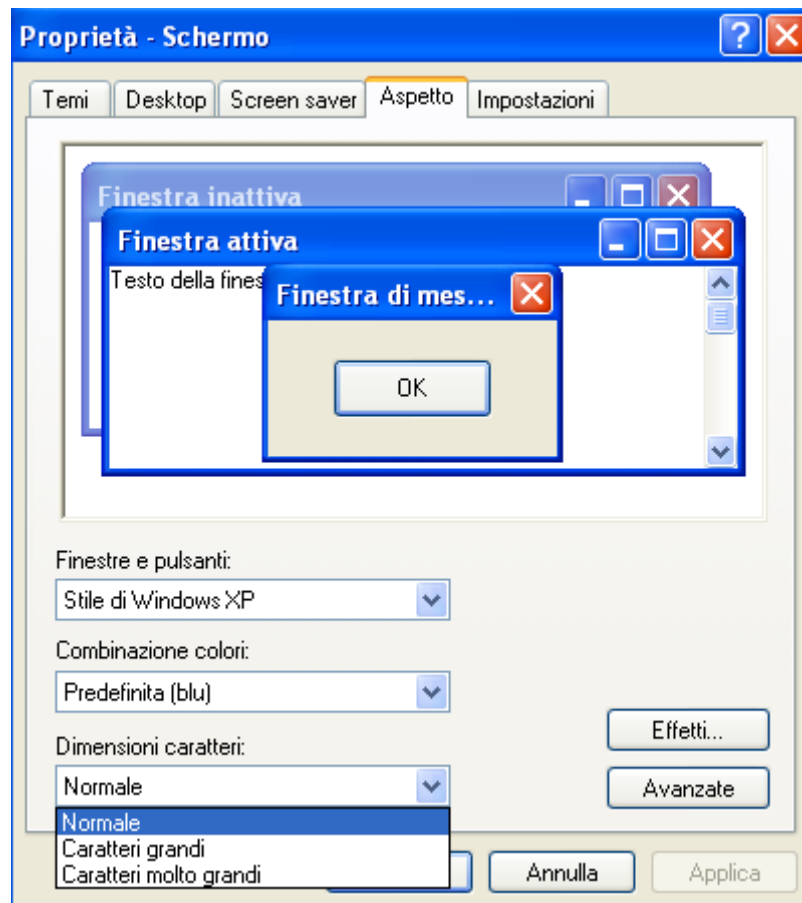 Proprietà - Schermo
Temi Desktop Screen saver Aspetto Impostazioni
Finestra inattiva
Finestra attiva
Testo della fines
Finestra di mes...
OK
Finestre e pulsanti:
Stile di Windows XP
Combinazione colori:
Predefinita (blu)
Effetti...
Dimensioni caratteri:
Normale
Avanzate
Normale
Caratteri grandi
Caratteri molto grandi
Annulla Applica